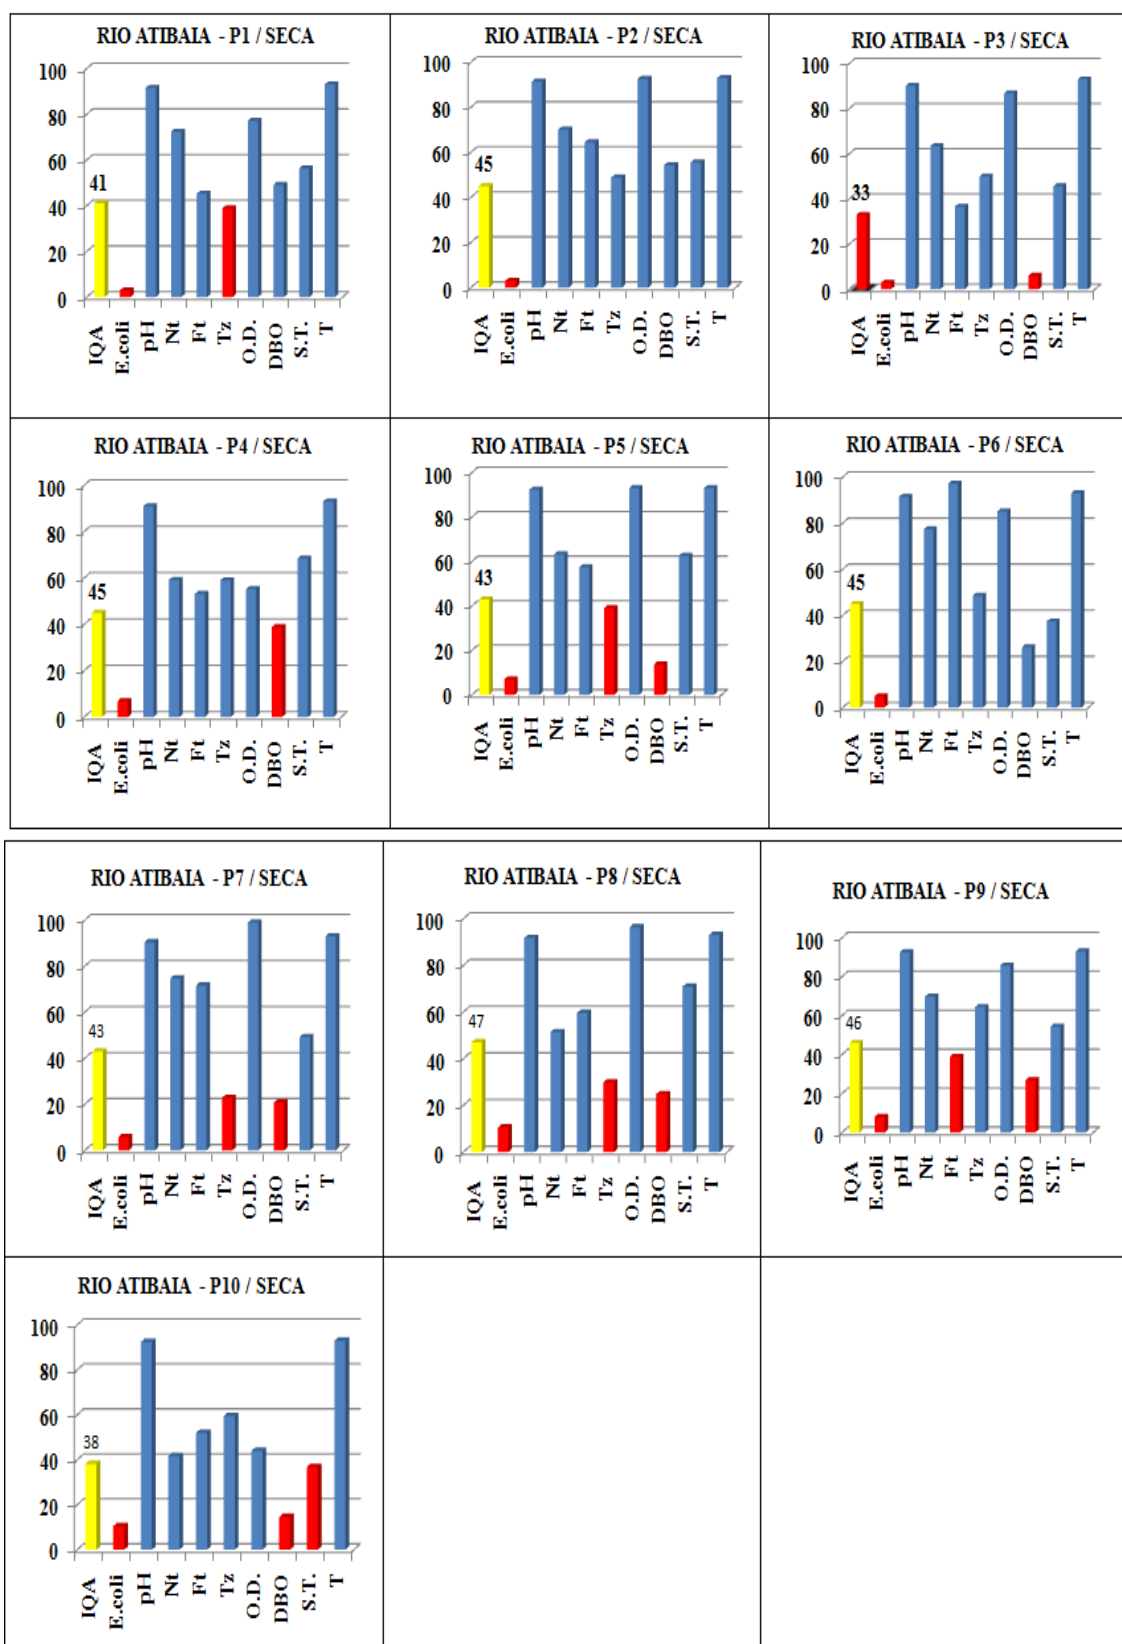 RIO ATIBAIA - P1 / SECA
100
80
60
40
20
0
41
IQA
E.coli
pH
Nt
Ft
Tz
O.D.
DBO
S.T.
T
RIO ATIBAIA - P2 / SECA
100
80
60
40
20
0
45
IQA
E.coli
pH
Nt
Ft
Tz
O.D.
DBO
S.T.
T
RIO ATIBAIA - P3 / SECA
100
80
60
40
20
0
33
IQA
E.coli
pH
Nt
Ft
Tz
O.D.
DBO
S.T.
T
RIO ATIBAIA - P4 / SECA
100
80
60
40
20
0
45
IQA
E.coli
pH
Nt
Ft
Tz
O.D.
DBO
S.T.
T
RIO ATIBAIA - P5 / SECA
100
80
60
40
20
0
43
IQA
E.coli
pH
Nt
Ft
Tz
O.D.
DBO
S.T.
T
RIO ATIBAIA - P6 / SECA
100
80
60
40
20
0
45
IQA
E.coli
pH
Nt
Ft
Tz
O.D.
DBO
S.T.
T
RIO ATIBAIA - P7 / SECA
100
80
60
40
20
0
43
IQA
E.coli
pH
Nt
Ft
Tz
O.D.
DBO
S.T.
T
RIO ATIBAIA - P8 / SECA
100
80
60
40
20
0
47
IQA
E.coli
pH
Nt
Ft
Tz
O.D.
DBO
S.T.
T
RIO ATIBAIA - P9 / SECA
100
80
60
40
20
0
46
IQA
E.coli
pH
Nt
Ft
Tz
O.D.
DBO
S.T.
T
RIO ATIBAIA - P10 / SECA
100
80
60
40
20
0
38
IQA
E.coli
pH
Nt
Ft
Tz
O.D.
DBO
S.T.
T